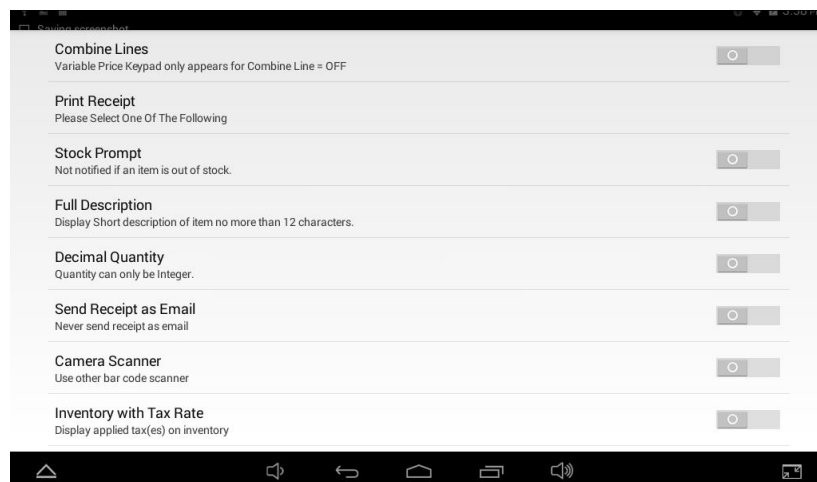 Saving screenshot
Combine Lines
Variable Price Keypad only appears for Combine Line = OFF
Print Receipt
Please Select One Of The Following
Stock Prompt
Not notified if an item is out of stock.
Full Description
Display Short description of item no more than 12 characters.
Decimal Quantity
Quantity can only be Integer.
Send Receipt as Email
Never send receipt as email
Camera Scanner
Use other bar code scanner
Inventory with Tax Rate
Display applied tax(es) on inventory